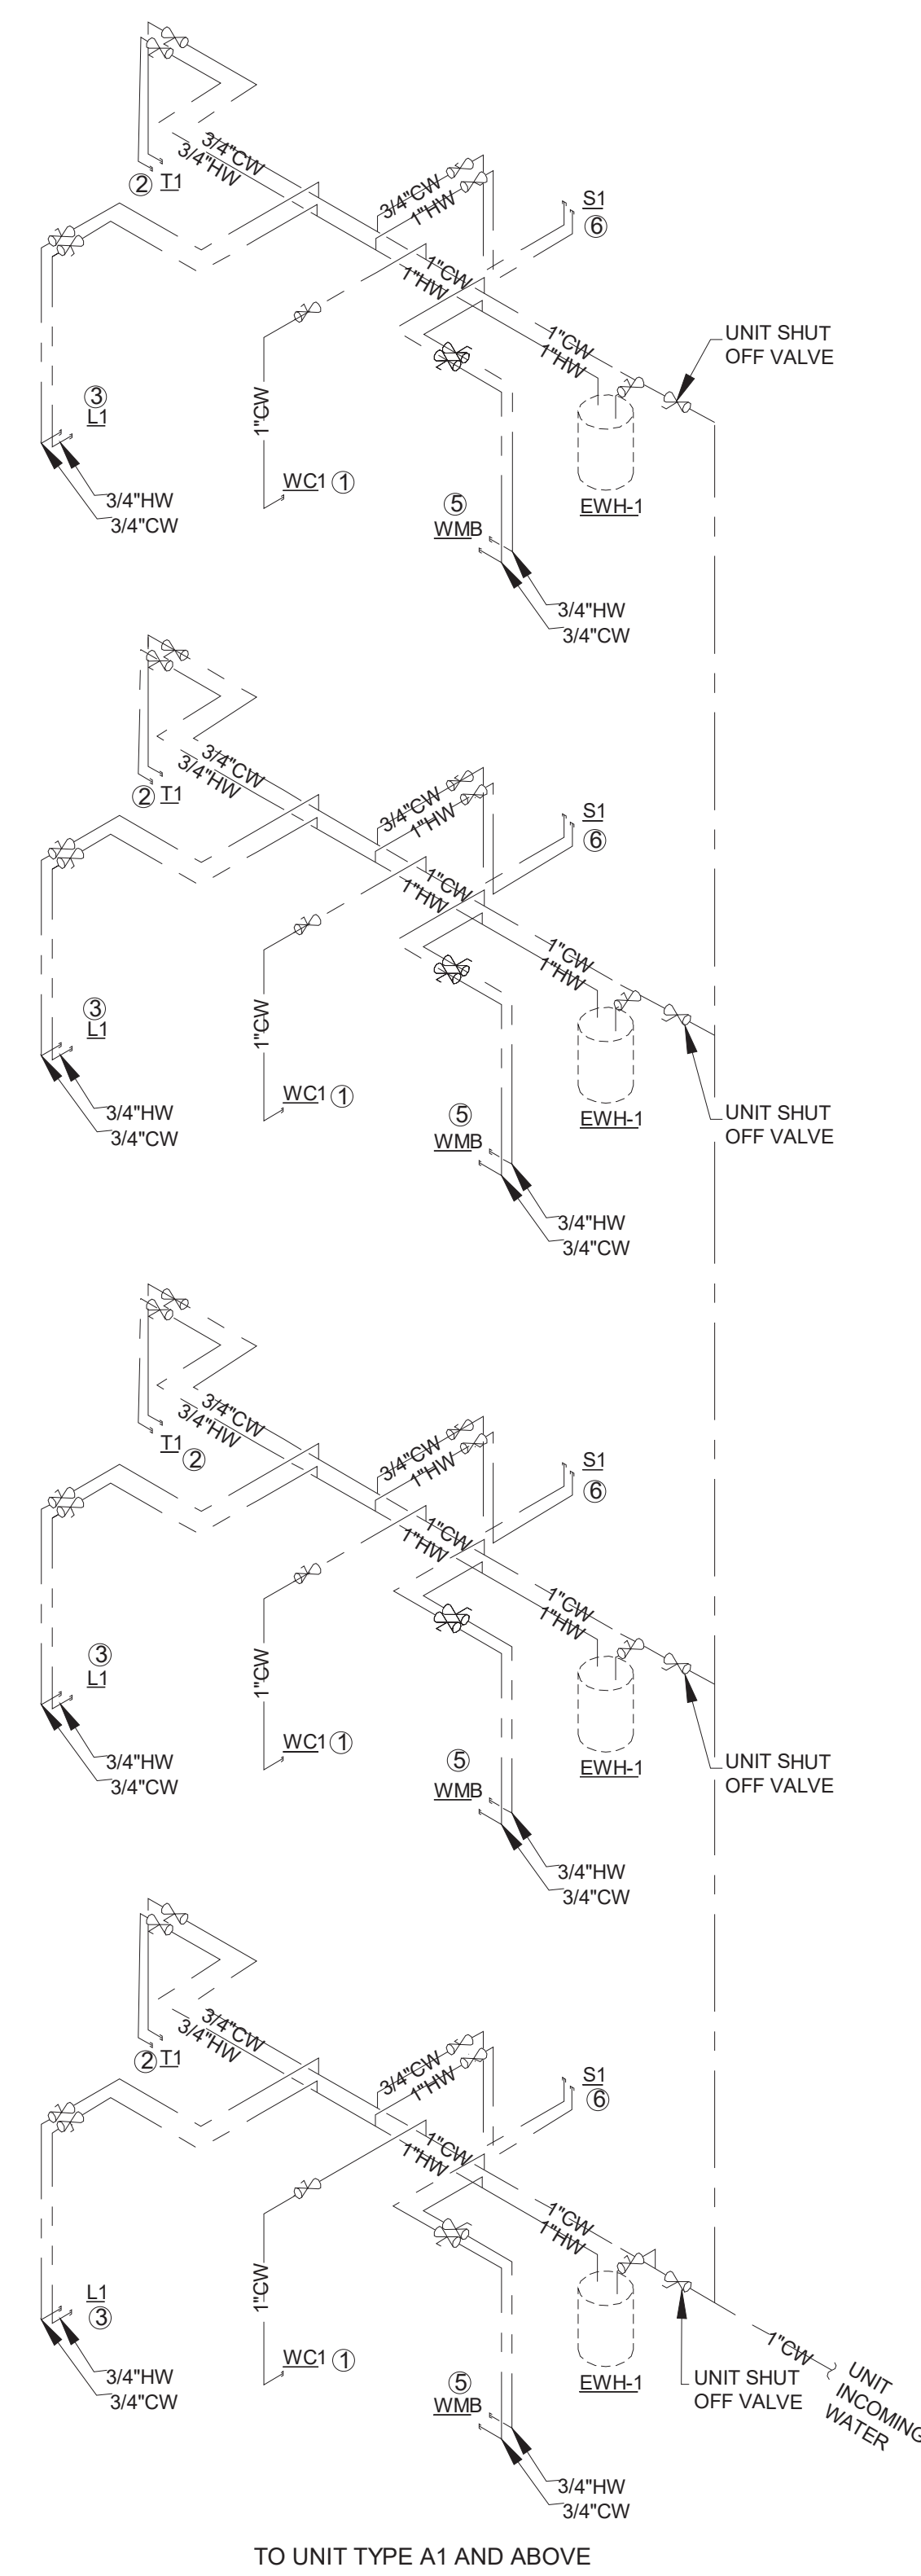 3/4"CW
3/4"HW
② T1
3/4"CW
1"HW
S1
⑥
1"CW
1"HW
1"CW
1"HW
UNIT SHUT
OFF VALVE
③
L1
1"CW
3/4"HW
3/4"CW
WC1 ①
⑤
WMB
EWH-1
3/4"HW
3/4"CW
3/4"CW
3/4"HW
② T1
3/4"CW
1"HW
S1
⑥
1"CW
1"HW
1"CW
1"HW
③
L1
1"CW
3/4"HW
3/4"CW
WC1 ①
⑤
WMB
EWH-1
UNIT SHUT
OFF VALVE
3/4"HW
3/4"CW
3/4"CW
3/4"HW
T1 ②
3/4"CW
1"HW
S1
⑥
1"CW
1"HW
1"CW
1"HW
③
L1
1"CW
3/4"HW
3/4"CW
WC1 ①
⑤
WMB
EWH-1
UNIT SHUT
OFF VALVE
3/4"HW
3/4"CW
3/4"CW
3/4"HW
② T1
3/4"CW
1"HW
S1
⑥
1"CW
1"HW
1"CW
1"HW
L1
③
1"CW
3/4"HW
3/4"CW
WC1 ①
⑤
WMB
EWH-1
UNIT SHUT
OFF VALVE
1"CW
UNIT
INCOMING
WATER
3/4"HW
3/4"CW
TO UNIT TYPE A1 AND ABOVE